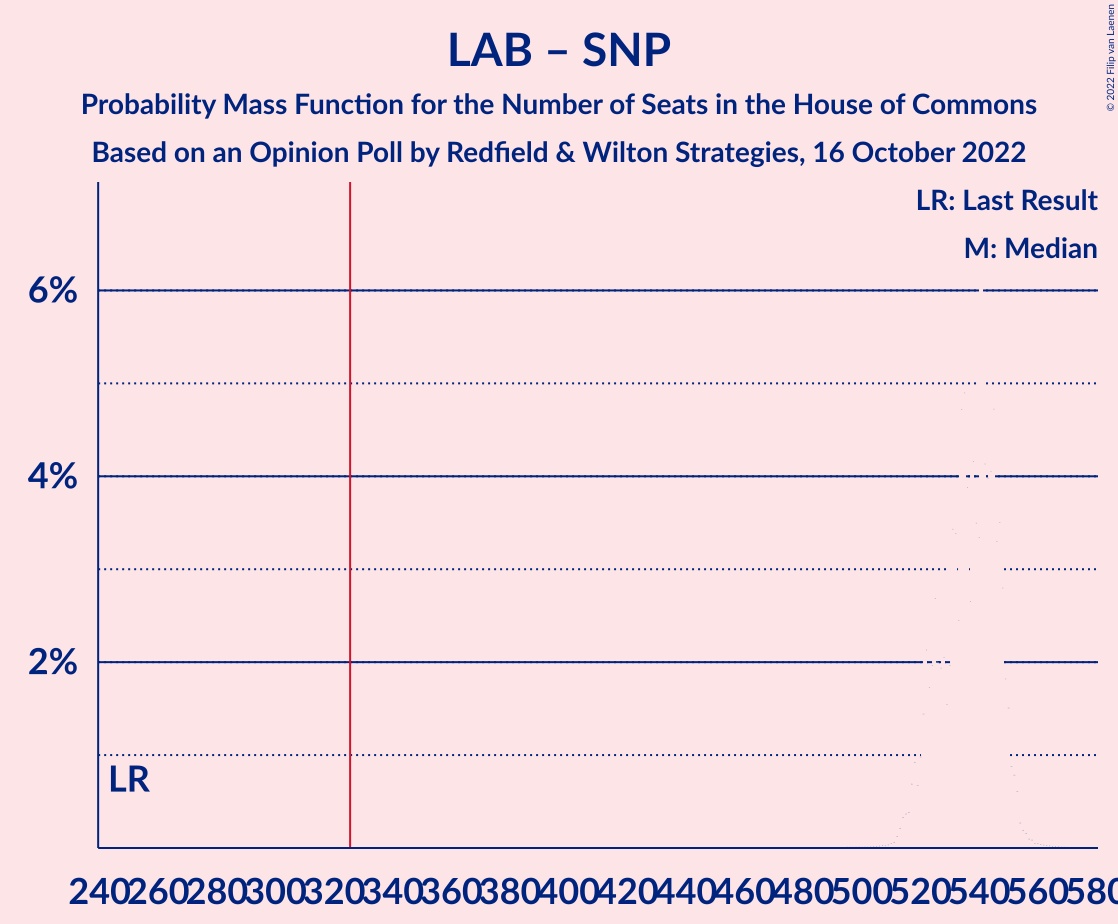 LAB – SNP
Probability Mass Function for the Number of Seats in the House of Commons
Based on an Opinion Poll by Redfield & Wilton Strategies, 16 October 2022
© 2022 Filip van Laenen
LR: Last Result
M: Median
6%
4%
2%
LR
240 260 280 300 320 340 360 380 400 420 440 460 480 500 520 540 560 580